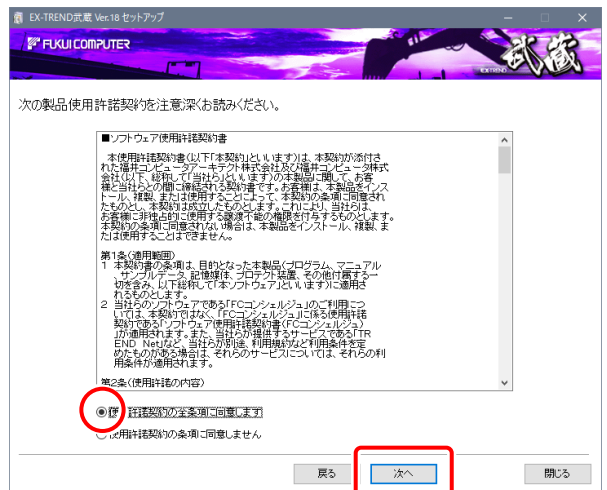 EX-TREND武蔵 Ver.18 セットアップ
FUKUI COMPUTER
EX-TREND 武蔵
次の製品使用許諾契約を注意深くお読みください。
■ソフトウェア使用許諾契約書
本使用許諾契約書(以下「本契約」といいます)は、本契約が添付さ
れた福井コンピュータアーキテクト株式会社及び福井コンピュータ株式
会社(以下、総称して「当社ら」といいます)の本製品に関して、お客
様と当社らとの間に締結される契約書です。お客様は、本製品をインス
トール、複製、または使用することによって、本契約の条項に同意され
たものとし、本契約は成立したものとします。これにより、当社らは、
お客様に非独占的に使用する譲渡不能の権限を付与するものとします。
本契約の条項に同意されない場合は、本製品をインストール、複製、ま
たは使用することはできません。
第1条(適用範囲)
1 本契約書の条項は、目的となった本製品(プログラム、マニュアル
、サンプルデータ、記憶媒体、プロテクト装置、その他付属する一
切を含み、以下総称して「本ソフトウェア」といいます)に適用さ
れるものとします。
2 当社らのソフトウェアである「FCコンシェルジュ」のご利用につ
いては、本契約ではなく、「FCコンシェルジュ」に係る使用許諾
契約である「ソフトウェア使用許諾契約書(FCコンシェルジュ)
」が適用されます。また、当社らが提供するサービスである「TR
END Net」など、当社らが別途、利用規約など利用条件を定
めたものがある場合は、それらのサービスについては、それらの利
用条件が適用されます。
第2条(使用許諾の内容)
使 許諾契約の全条項に同意します
使用許諾契約の条項に同意しません
戻る 次へ 閉じる